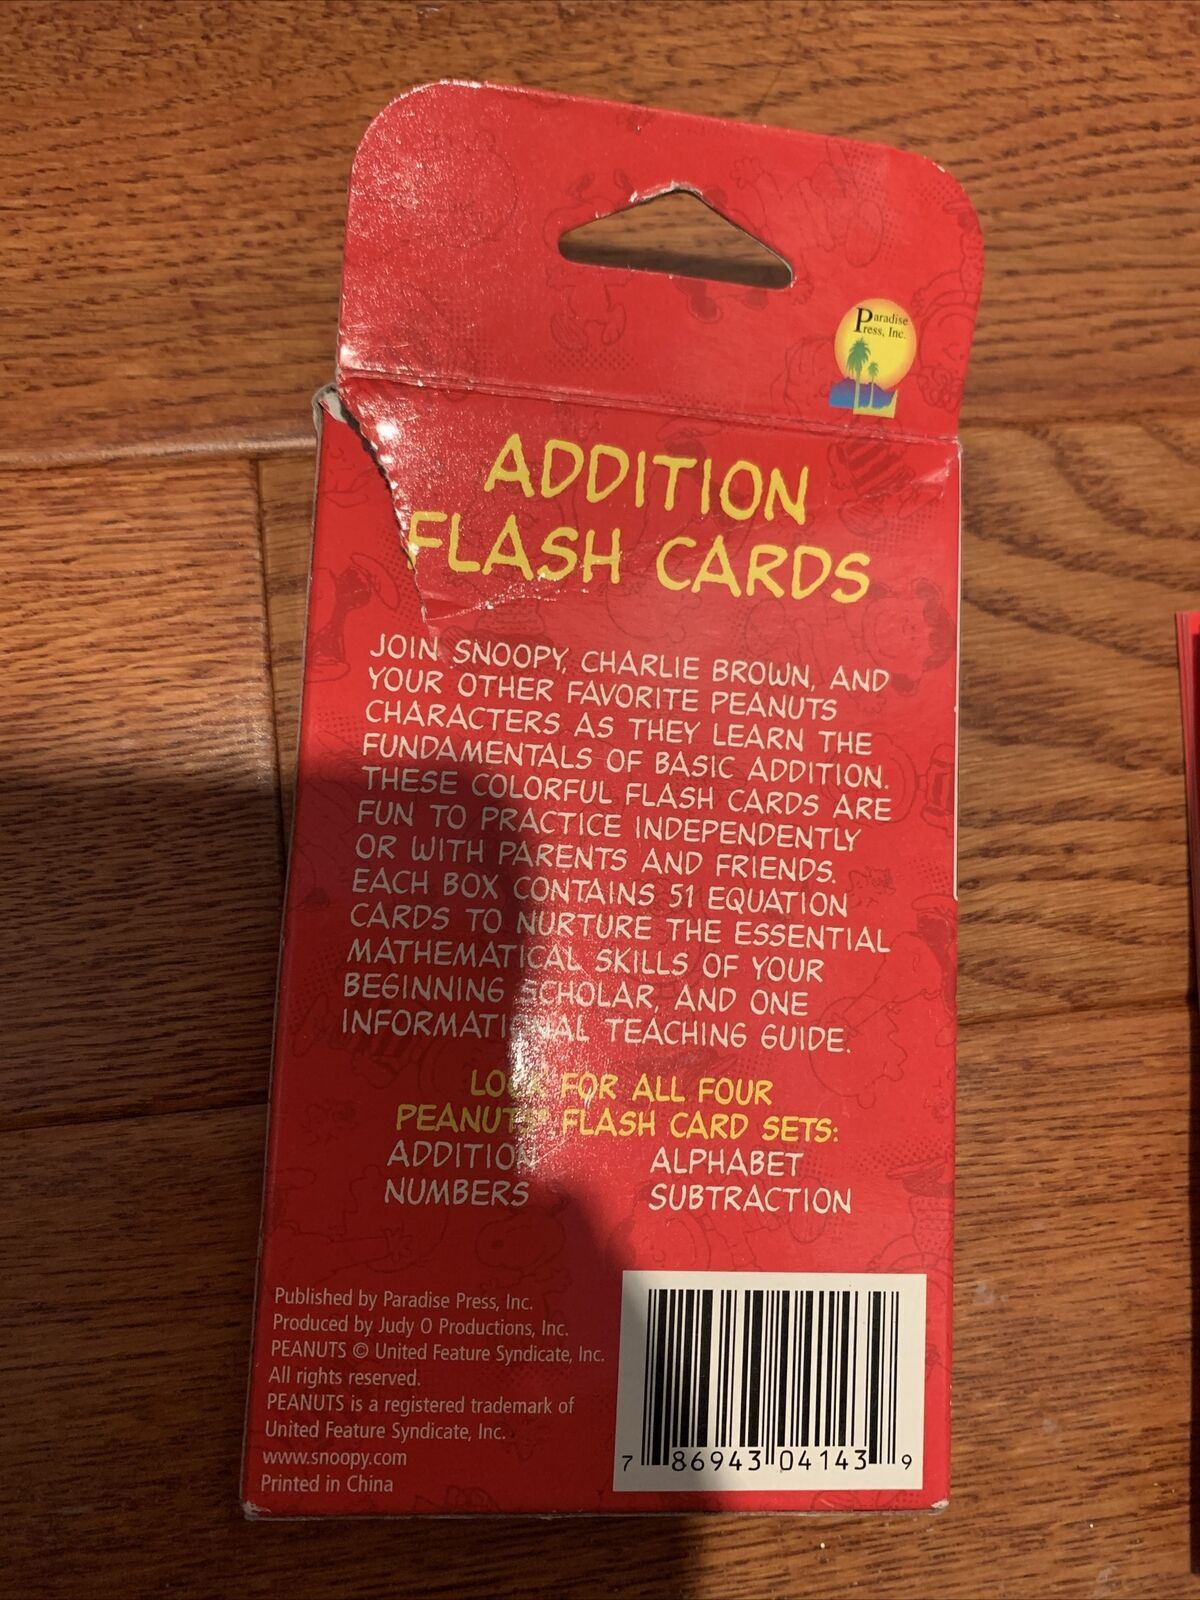 Paradise
Press, Inc.
ADDITION
FLASH CARDS
JOIN SNOOPY, CHARLIE BROWN, AND
YOUR OTHER FAVORITE PEANUTS
CHARACTERS AS THEY LEARN THE
FUNDAMENTALS OF BASIC ADDITION.
THESE COLORFUL FLASH CARDS ARE
FUN TO PRACTICE INDEPENDENTLY
OR WITH PARENTS AND FRIENDS.
EACH BOX CONTAINS 51 EQUATION
CARDS TO NURTURE THE ESSENTIAL
MATHEMATICAL SKILLS OF YOUR
BEGINNING SCHOLAR, AND ONE
INFORMATIONAL TEACHING GUIDE.
LOOK FOR ALL FOUR
PEANUTS® FLASH CARD SETS:
ADDITION ALPHABET
NUMBERS SUBTRACTION
Published by Paradise Press, Inc.
Produced by Judy O Productions, Inc.
PEANUTS © United Feature Syndicate, Inc.
All rights reserved.
PEANUTS is a registered trademark of
United Feature Syndicate, Inc.
www.snoopy.com
Printed in China
7 86943 04143 9